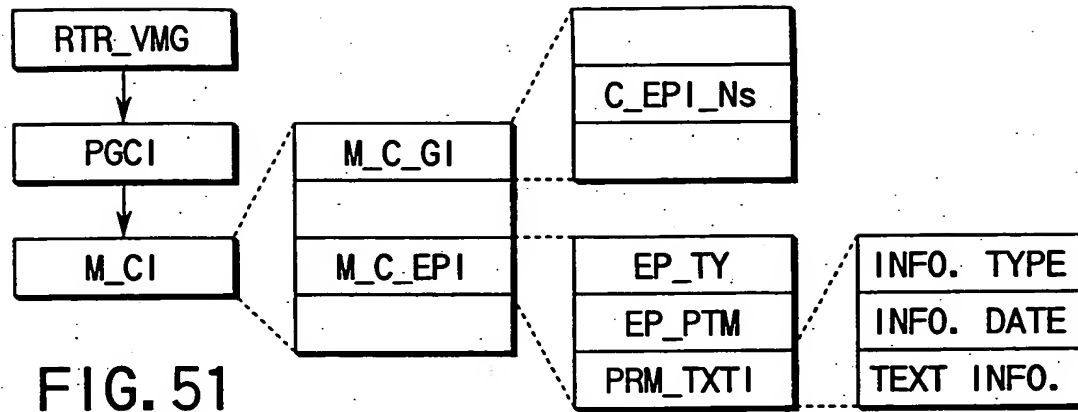 RTR_VMG
PGCI
M_CI
M_C_GI
M_C_EPI
C_EPI_Ns
EP_TY
EP_PTM
PRM_TXTI
INFO. TYPE
INFO. DATE
TEXT INFO.
FIG. 51